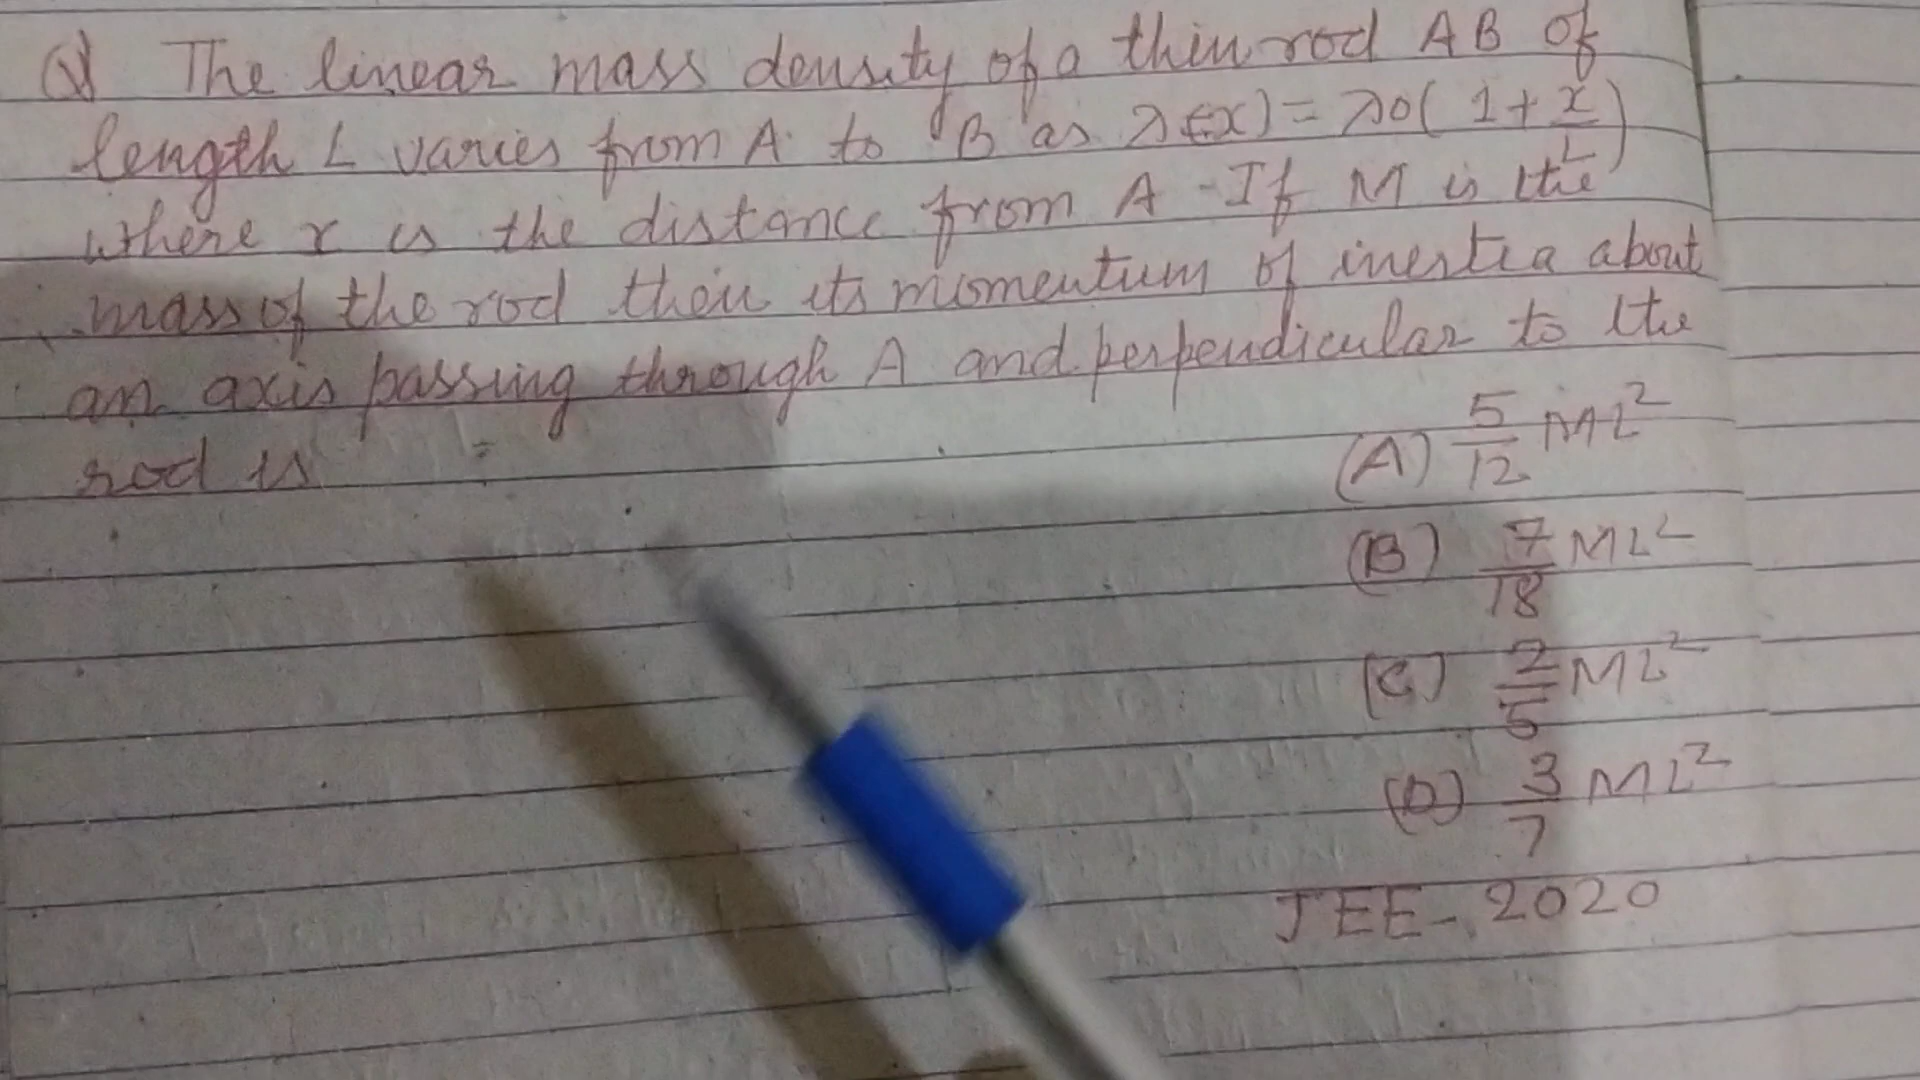 Q The linear mass density of a thin rod AB of
length L varies from A to B as λ(x) = λ0( 1 + x/L )
where x is the distance from A . If M is the
mass of the rod then its momentum of inertia about
an axis passing through A and perpendicular to the
rod is =
(A) 5/12 ML²
(B) 7/18 ML²
(C) 2/5 ML²
(D) 3/7 ML²
JEE-2020